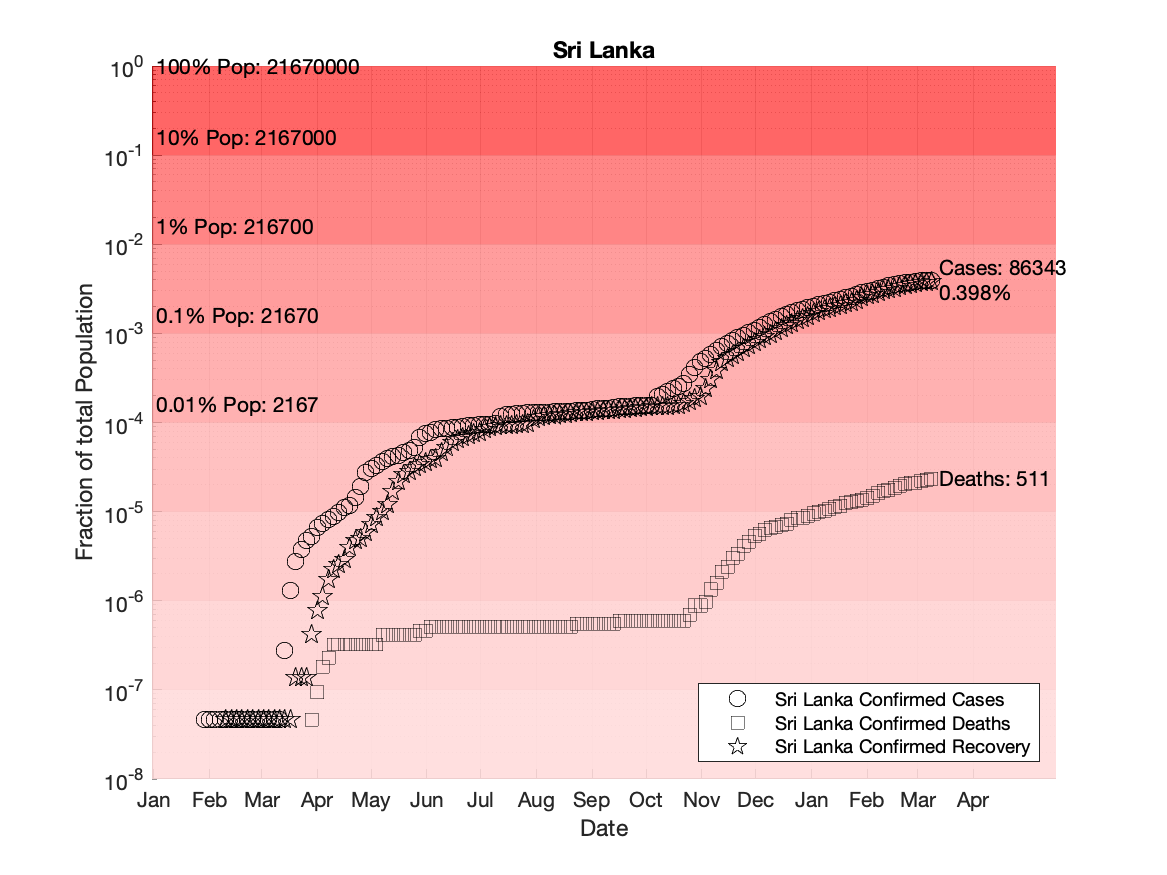 Sri Lanka
10^0
100% Pop: 21670000
10% Pop: 2167000
10^-1
1% Pop: 216700
10^-2
Cases: 86343
0.398%
0.1% Pop: 21670
10^-3
0.01% Pop: 2167
10^-4
Deaths: 511
10^-5
10^-6
10^-7
10^-8
Fraction of total Population
Sri Lanka Confirmed Cases
Sri Lanka Confirmed Deaths
Sri Lanka Confirmed Recovery
Jan Feb Mar Apr May Jun Jul Aug Sep Oct Nov Dec Jan Feb Mar Apr
Date